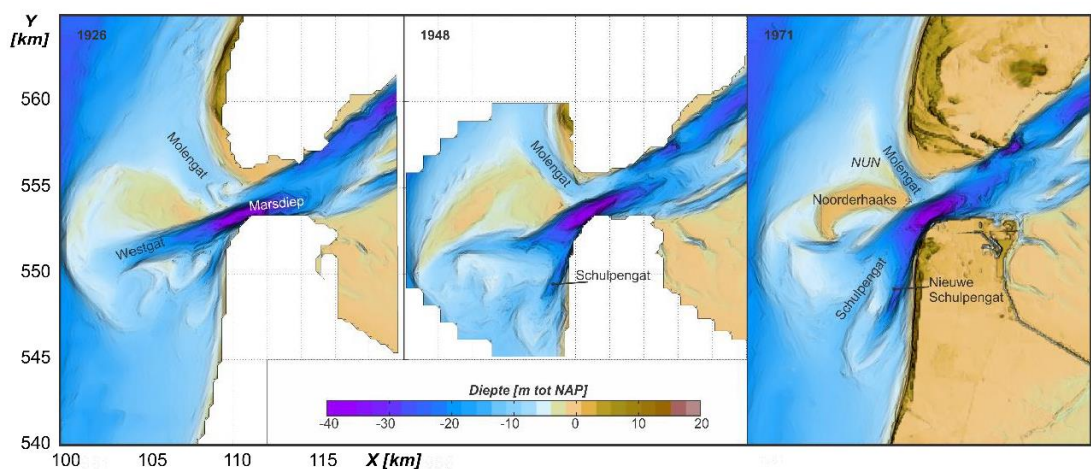 Y
[km]
1926
1948
1971
560
555
550
545
540
Molengat
Marsdiep
Westgat
Molengat
Schulpengat
NUN
Molengat
Noorderhaaks
Schulpengat
Nieuwe
Schulpengat
Diepte [m tot NAP]
-40 -30 -20 -10 0 10 20
100 105 110 115 X [km]